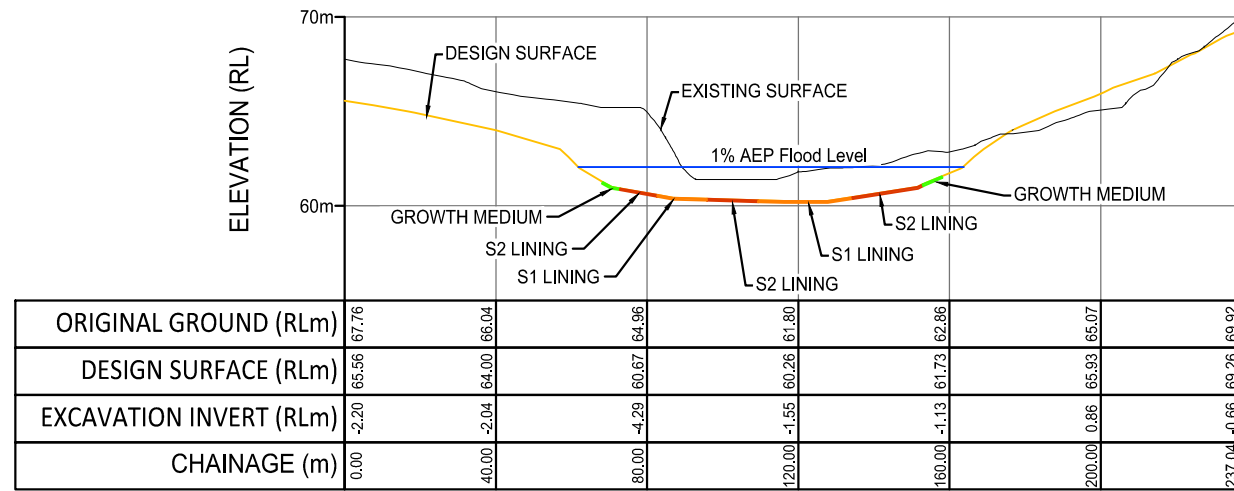 70m
DESIGN SURFACE
ELEVATION (RL)
EXISTING SURFACE
1% AEP Flood Level
60m
GROWTH MEDIUM
GROWTH MEDIUM
S2 LINING
S2 LINING
S1 LINING
S1 LINING
S2 LINING
ORIGINAL GROUND (RLm) 67.76 66.04 64.96 61.80 62.86 65.07 69.92
DESIGN SURFACE (RLm) 65.56 64.00 60.67 60.26 61.73 65.93 69.26
EXCAVATION INVERT (RLm) -2.20 -2.04 -4.29 -1.55 -1.13 0.86 -0.66
CHAINAGE (m) 0.00 40.00 80.00 120.00 160.00 200.00 237.04